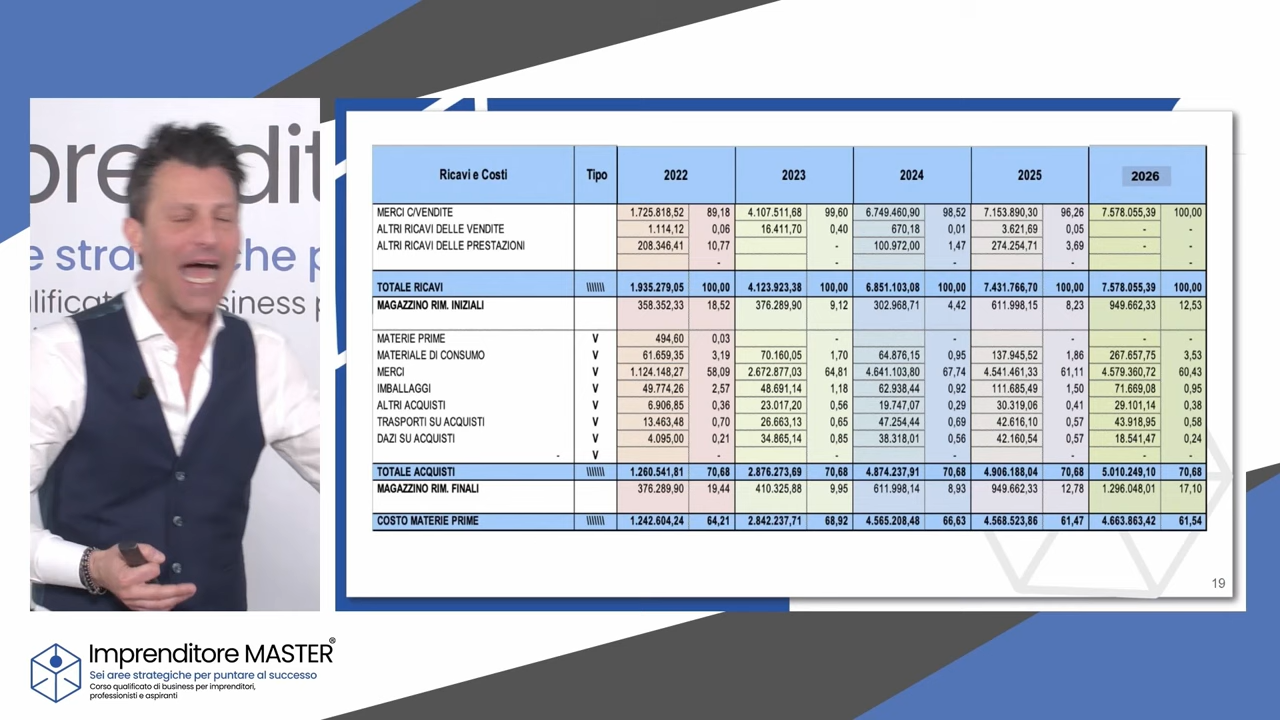 Ricavi e Costi Tipo 2022 2023 2024 2025 2026
MERCI C/VENDITE 1.725.818,52 89,18 4.107.511,68 99,60 6.749.460,90 98,52 7.153.890,30 96,26 7.578.055,39 100,00
ALTRI RICAVI DELLE VENDITE 1.114,12 0,06 16.411,70 0,40 670,18 0,01 3.621,69 0,05 - -
ALTRI RICAVI DELLE PRESTAZIONI 208.346,41 10,77 - 100.972,00 1,47 274.254,71 3,69 - -
- - - - -
TOTALE RICAVI \\\\\\\ 1.935.279,05 100,00 4.123.923,38 100,00 6.851.103,08 100,00 7.431.766,70 100,00 7.578.055,39 100,00
MAGAZZINO RIM. INIZIALI 358.352,33 18,52 376.289,90 9,12 302.968,71 4,42 611.998,15 8,23 949.662,33 12,53
MATERIE PRIME V 494,60 0,03 - - - -
MATERIALE DI CONSUMO V 61.659,35 3,19 70.160,05 1,70 64.876,15 0,95 137.945,52 1,86 267.657,75 3,53
MERCI V 1.124.148,27 58,09 2.672.877,03 64,81 4.641.103,80 67,74 4.541.461,33 61,11 4.579.360,72 60,43
IMBALLAGGI V 49.774,26 2,57 48.691,14 1,18 62.938,44 0,92 111.685,49 1,50 71.669,08 0,95
ALTRI ACQUISTI V 6.906,85 0,36 23.017,20 0,56 19.747,07 0,29 30.319,06 0,41 29.101,14 0,38
TRASPORTI SU ACQUISTI V 13.463,48 0,70 26.663,13 0,65 47.254,44 0,69 42.616,10 0,57 43.918,95 0,58
DAZI SU ACQUISTI V 4.095,00 0,21 34.865,14 0,85 38.318,01 0,56 42.160,54 0,57 18.541,47 0,24
- V - - - - -
TOTALE ACQUISTI \\\\\\\ 1.260.541,81 70,68 2.876.273,69 70,68 4.874.237,91 70,68 4.906.188,04 70,68 5.010.249,10 70,68
MAGAZZINO RIM. FINALI 376.289,90 19,44 410.325,88 9,95 611.998,14 8,93 949.662,33 12,78 1.296.048,01 17,10
COSTO MATERIE PRIME \\\\\\\ 1.242.604,24 64,21 2.842.237,71 68,92 4.565.208,48 66,63 4.568.523,86 61,47 4.663.863,42 61,54
19
Imprenditore MASTER®
Sei aree strategiche per puntare al successo
Corso qualificato di business per imprenditori,
professionisti e aspiranti